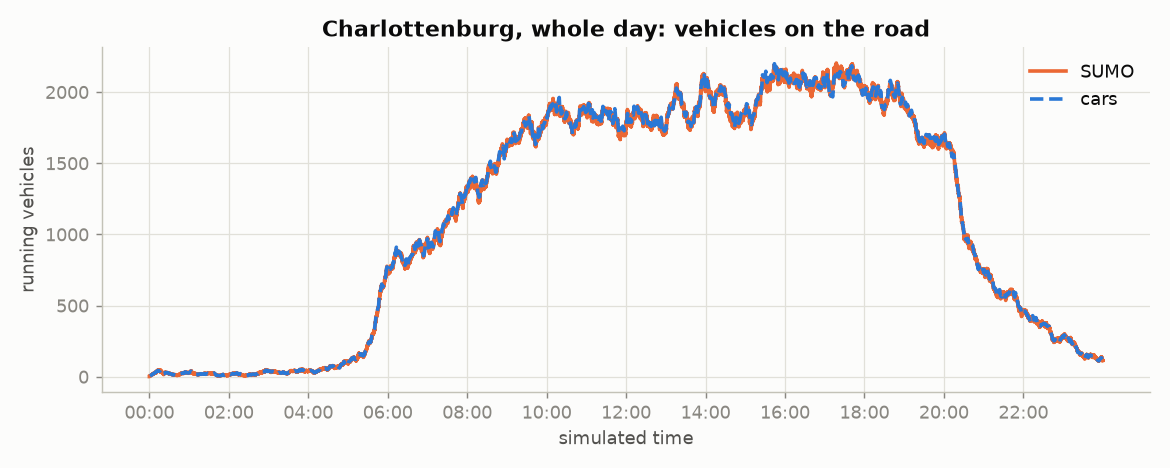 Charlottenburg, whole day: vehicles on the road
SUMO
cars
running vehicles
2000
1500
1000
500
0
00:00 02:00 04:00 06:00 08:00 10:00 12:00 14:00 16:00 18:00 20:00 22:00
simulated time